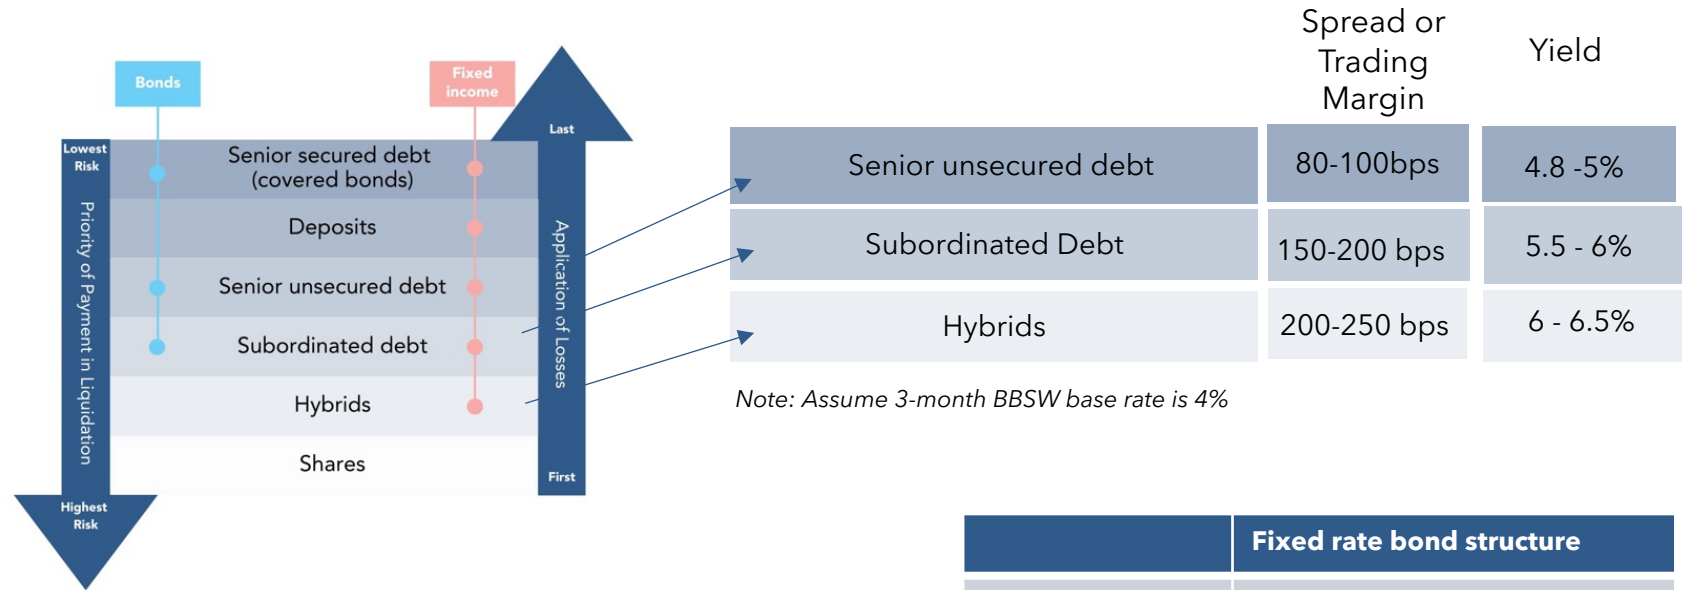 Bonds
Fixed
income
Lowest
Risk
Priority of Payment in Liquidation
Highest
Risk
Senior secured debt
(covered bonds)
Deposits
Senior unsecured debt
Subordinated debt
Hybrids
Shares
Last
Application of Losses
First
Spread or
Trading
Margin
Yield
Senior unsecured debt
80-100bps
4.8 -5%
Subordinated Debt
150-200 bps
5.5 - 6%
Hybrids
200-250 bps
6 - 6.5%
Note: Assume 3-month BBSW base rate is 4%
Fixed rate bond structure